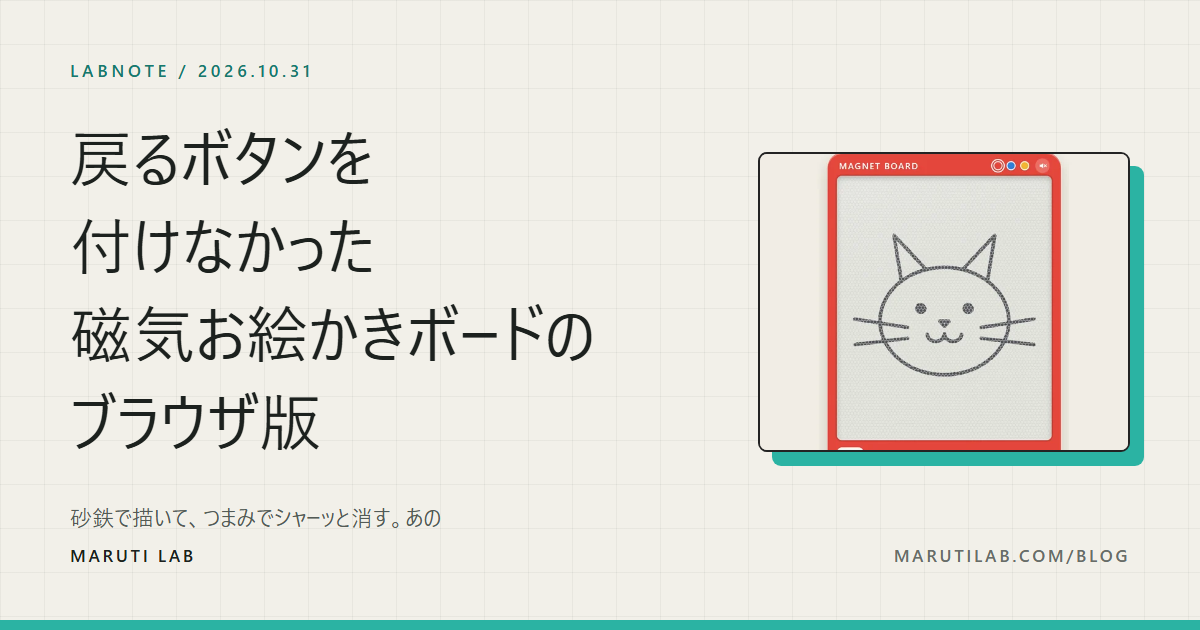 LABNOTE / 2026.10.31
戻るボタンを
付けなかった
磁気お絵かきボードの
ブラウザ版
MAGNET BOARD
砂鉄で描いて、つまみでシャーッと消す。あの
MARUTI LAB
MARUTILAB.COM/BLOG